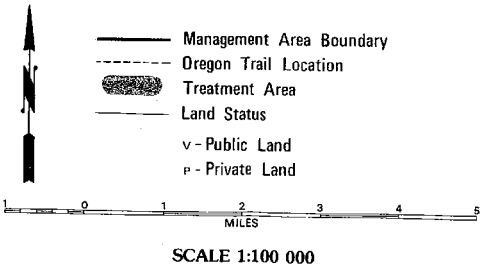 N
Management Area Boundary
Oregon Trail Location
Treatment Area
Land Status
v - Public Land
P - Private Land
1 0 1 2 3 4 5
MILES
SCALE 1:100 000